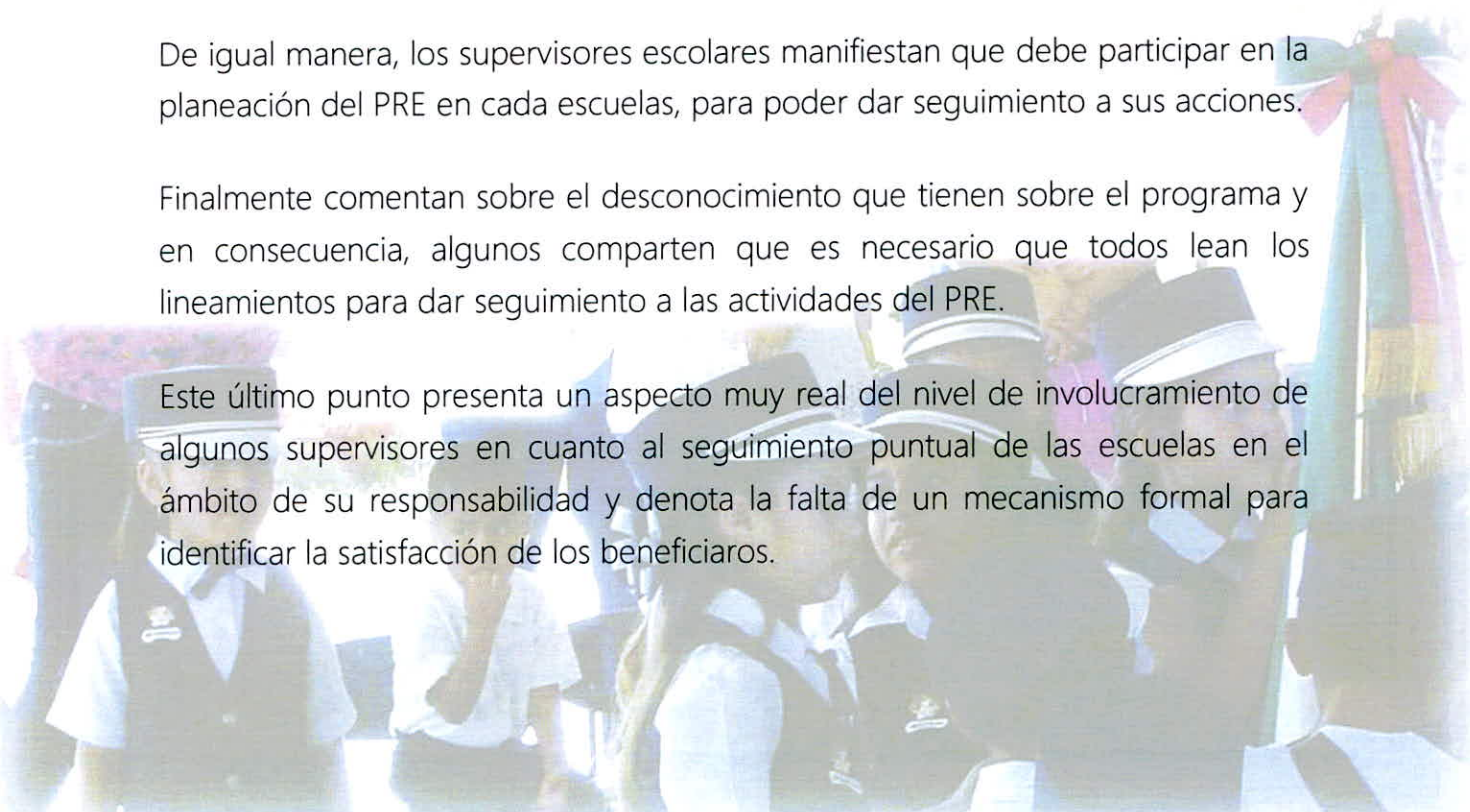 De igual manera, los supervisores escolares manifiestan que debe participar en la
planeación del PRE en cada escuelas, para poder dar seguimiento a sus acciones.
Finalmente comentan sobre el desconocimiento que tienen sobre el programa y
en consecuencia, algunos comparten que es necesario que todos lean los
lineamientos para dar seguimiento a las actividades del PRE.
Este último punto presenta un aspecto muy real del nivel de involucramiento de
algunos supervisores en cuanto al seguimiento puntual de las escuelas en el
ámbito de su responsabilidad y denota la falta de un mecanismo formal para
identificar la satisfacción de los beneficiaros.